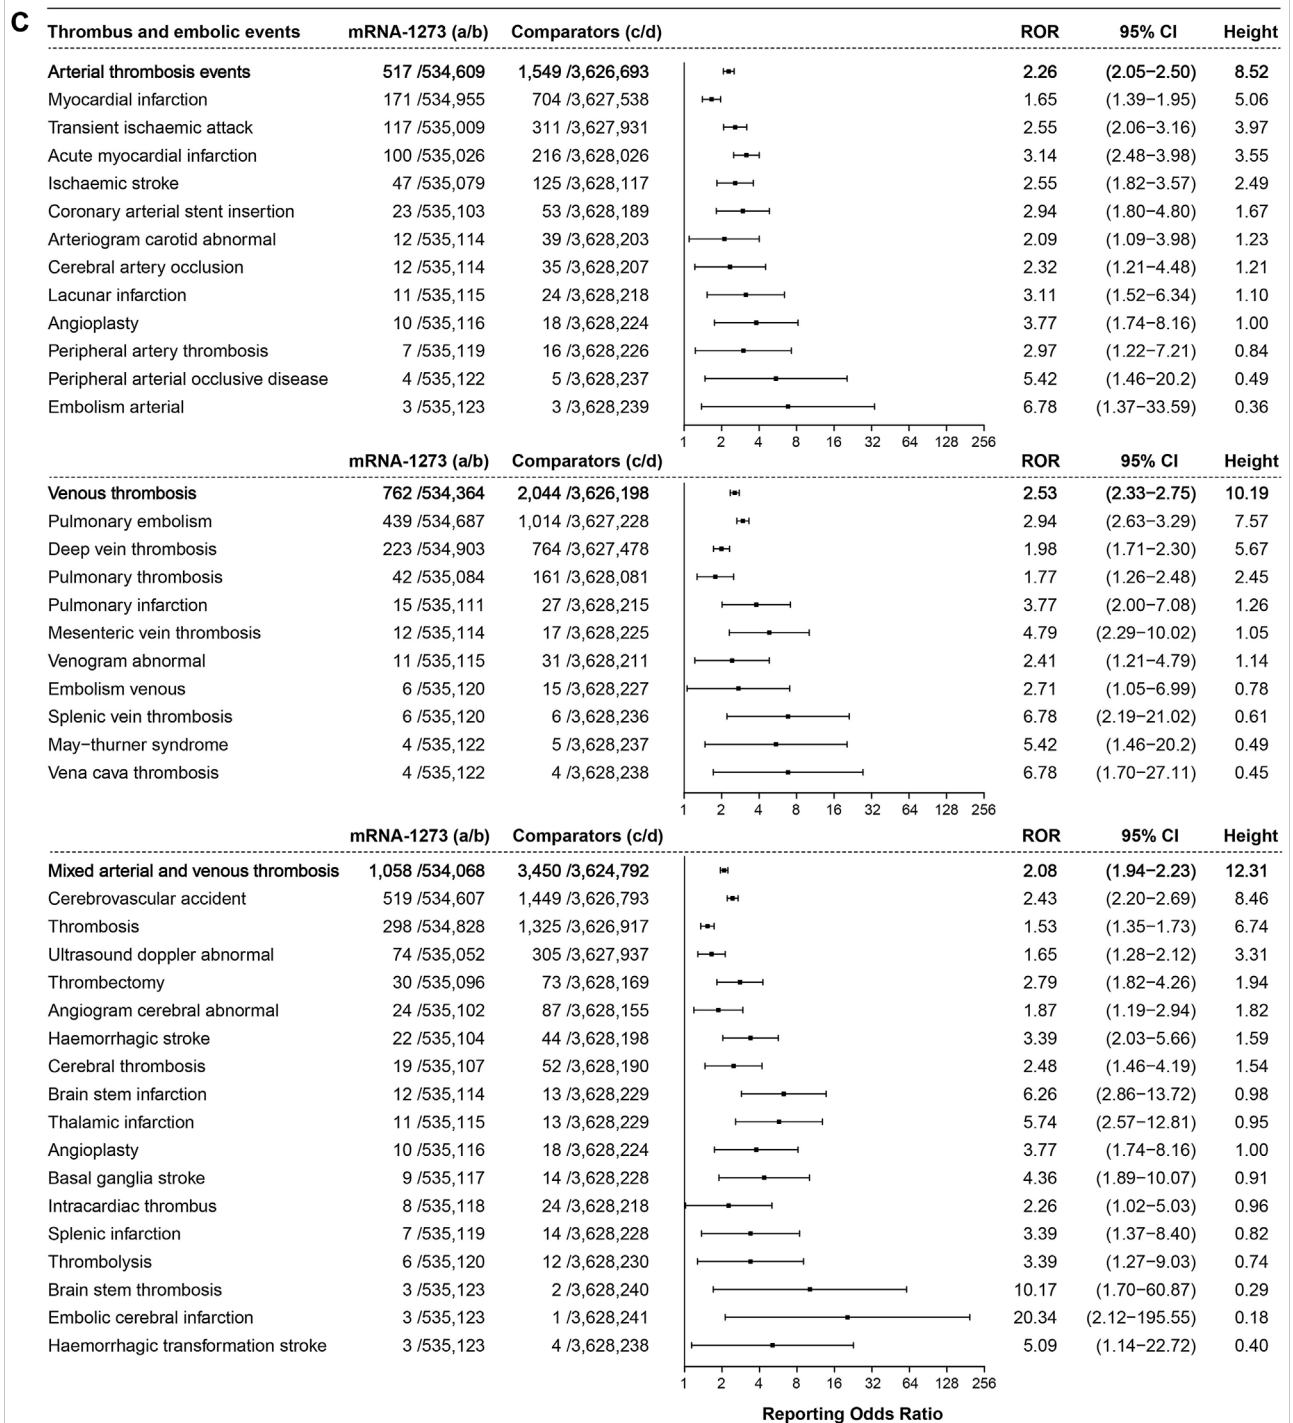 C
Thrombus and embolic events mRNA-1273 (a/b) Comparators (c/d) ROR 95% CI Height
Arterial thrombosis events 517 /534,609 1,549 /3,626,693 2.26 (2.05−2.50) 8.52
Myocardial infarction 171 /534,955 704 /3,627,538 1.65 (1.39−1.95) 5.06
Transient ischaemic attack 117 /535,009 311 /3,627,931 2.55 (2.06−3.16) 3.97
Acute myocardial infarction 100 /535,026 216 /3,628,026 3.14 (2.48−3.98) 3.55
Ischaemic stroke 47 /535,079 125 /3,628,117 2.55 (1.82−3.57) 2.49
Coronary arterial stent insertion 23 /535,103 53 /3,628,189 2.94 (1.80−4.80) 1.67
Arteriogram carotid abnormal 12 /535,114 39 /3,628,203 2.09 (1.09−3.98) 1.23
Cerebral artery occlusion 12 /535,114 35 /3,628,207 2.32 (1.21−4.48) 1.21
Lacunar infarction 11 /535,115 24 /3,628,218 3.11 (1.52−6.34) 1.10
Angioplasty 10 /535,116 18 /3,628,224 3.77 (1.74−8.16) 1.00
Peripheral artery thrombosis 7 /535,119 16 /3,628,226 2.97 (1.22−7.21) 0.84
Peripheral arterial occlusive disease 4 /535,122 5 /3,628,237 5.42 (1.46−20.2) 0.49
Embolism arterial 3 /535,123 3 /3,628,239 6.78 (1.37−33.59) 0.36
1 2 4 8 16 32 64 128 256
mRNA-1273 (a/b) Comparators (c/d) ROR 95% CI Height
Venous thrombosis 762 /534,364 2,044 /3,626,198 2.53 (2.33−2.75) 10.19
Pulmonary embolism 439 /534,687 1,014 /3,627,228 2.94 (2.63−3.29) 7.57
Deep vein thrombosis 223 /534,903 764 /3,627,478 1.98 (1.71−2.30) 5.67
Pulmonary thrombosis 42 /535,084 161 /3,628,081 1.77 (1.26−2.48) 2.45
Pulmonary infarction 15 /535,111 27 /3,628,215 3.77 (2.00−7.08) 1.26
Mesenteric vein thrombosis 12 /535,114 17 /3,628,225 4.79 (2.29−10.02) 1.05
Venogram abnormal 11 /535,115 31 /3,628,211 2.41 (1.21−4.79) 1.14
Embolism venous 6 /535,120 15 /3,628,227 2.71 (1.05−6.99) 0.78
Splenic vein thrombosis 6 /535,120 6 /3,628,236 6.78 (2.19−21.02) 0.61
May−thurner syndrome 4 /535,122 5 /3,628,237 5.42 (1.46−20.2) 0.49
Vena cava thrombosis 4 /535,122 4 /3,628,238 6.78 (1.70−27.11) 0.45
1 2 4 8 16 32 64 128 256
mRNA-1273 (a/b) Comparators (c/d) ROR 95% CI Height
Mixed arterial and venous thrombosis 1,058 /534,068 3,450 /3,624,792 2.08 (1.94−2.23) 12.31
Cerebrovascular accident 519 /534,607 1,449 /3,626,793 2.43 (2.20−2.69) 8.46
Thrombosis 298 /534,828 1,325 /3,626,917 1.53 (1.35−1.73) 6.74
Ultrasound doppler abnormal 74 /535,052 305 /3,627,937 1.65 (1.28−2.12) 3.31
Thrombectomy 30 /535,096 73 /3,628,169 2.79 (1.82−4.26) 1.94
Angiogram cerebral abnormal 24 /535,102 87 /3,628,155 1.87 (1.19−2.94) 1.82
Haemorrhagic stroke 22 /535,104 44 /3,628,198 3.39 (2.03−5.66) 1.59
Cerebral thrombosis 19 /535,107 52 /3,628,190 2.48 (1.46−4.19) 1.54
Brain stem infarction 12 /535,114 13 /3,628,229 6.26 (2.86−13.72) 0.98
Thalamic infarction 11 /535,115 13 /3,628,229 5.74 (2.57−12.81) 0.95
Angioplasty 10 /535,116 18 /3,628,224 3.77 (1.74−8.16) 1.00
Basal ganglia stroke 9 /535,117 14 /3,628,228 4.36 (1.89−10.07) 0.91
Intracardiac thrombus 8 /535,118 24 /3,628,218 2.26 (1.02−5.03) 0.96
Splenic infarction 7 /535,119 14 /3,628,228 3.39 (1.37−8.40) 0.82
Thrombolysis 6 /535,120 12 /3,628,230 3.39 (1.27−9.03) 0.74
Brain stem thrombosis 3 /535,123 2 /3,628,240 10.17 (1.70−60.87) 0.29
Embolic cerebral infarction 3 /535,123 1 /3,628,241 20.34 (2.12−195.55) 0.18
Haemorrhagic transformation stroke 3 /535,123 4 /3,628,238 5.09 (1.14−22.72) 0.40
1 2 4 8 16 32 64 128 256
Reporting Odds Ratio